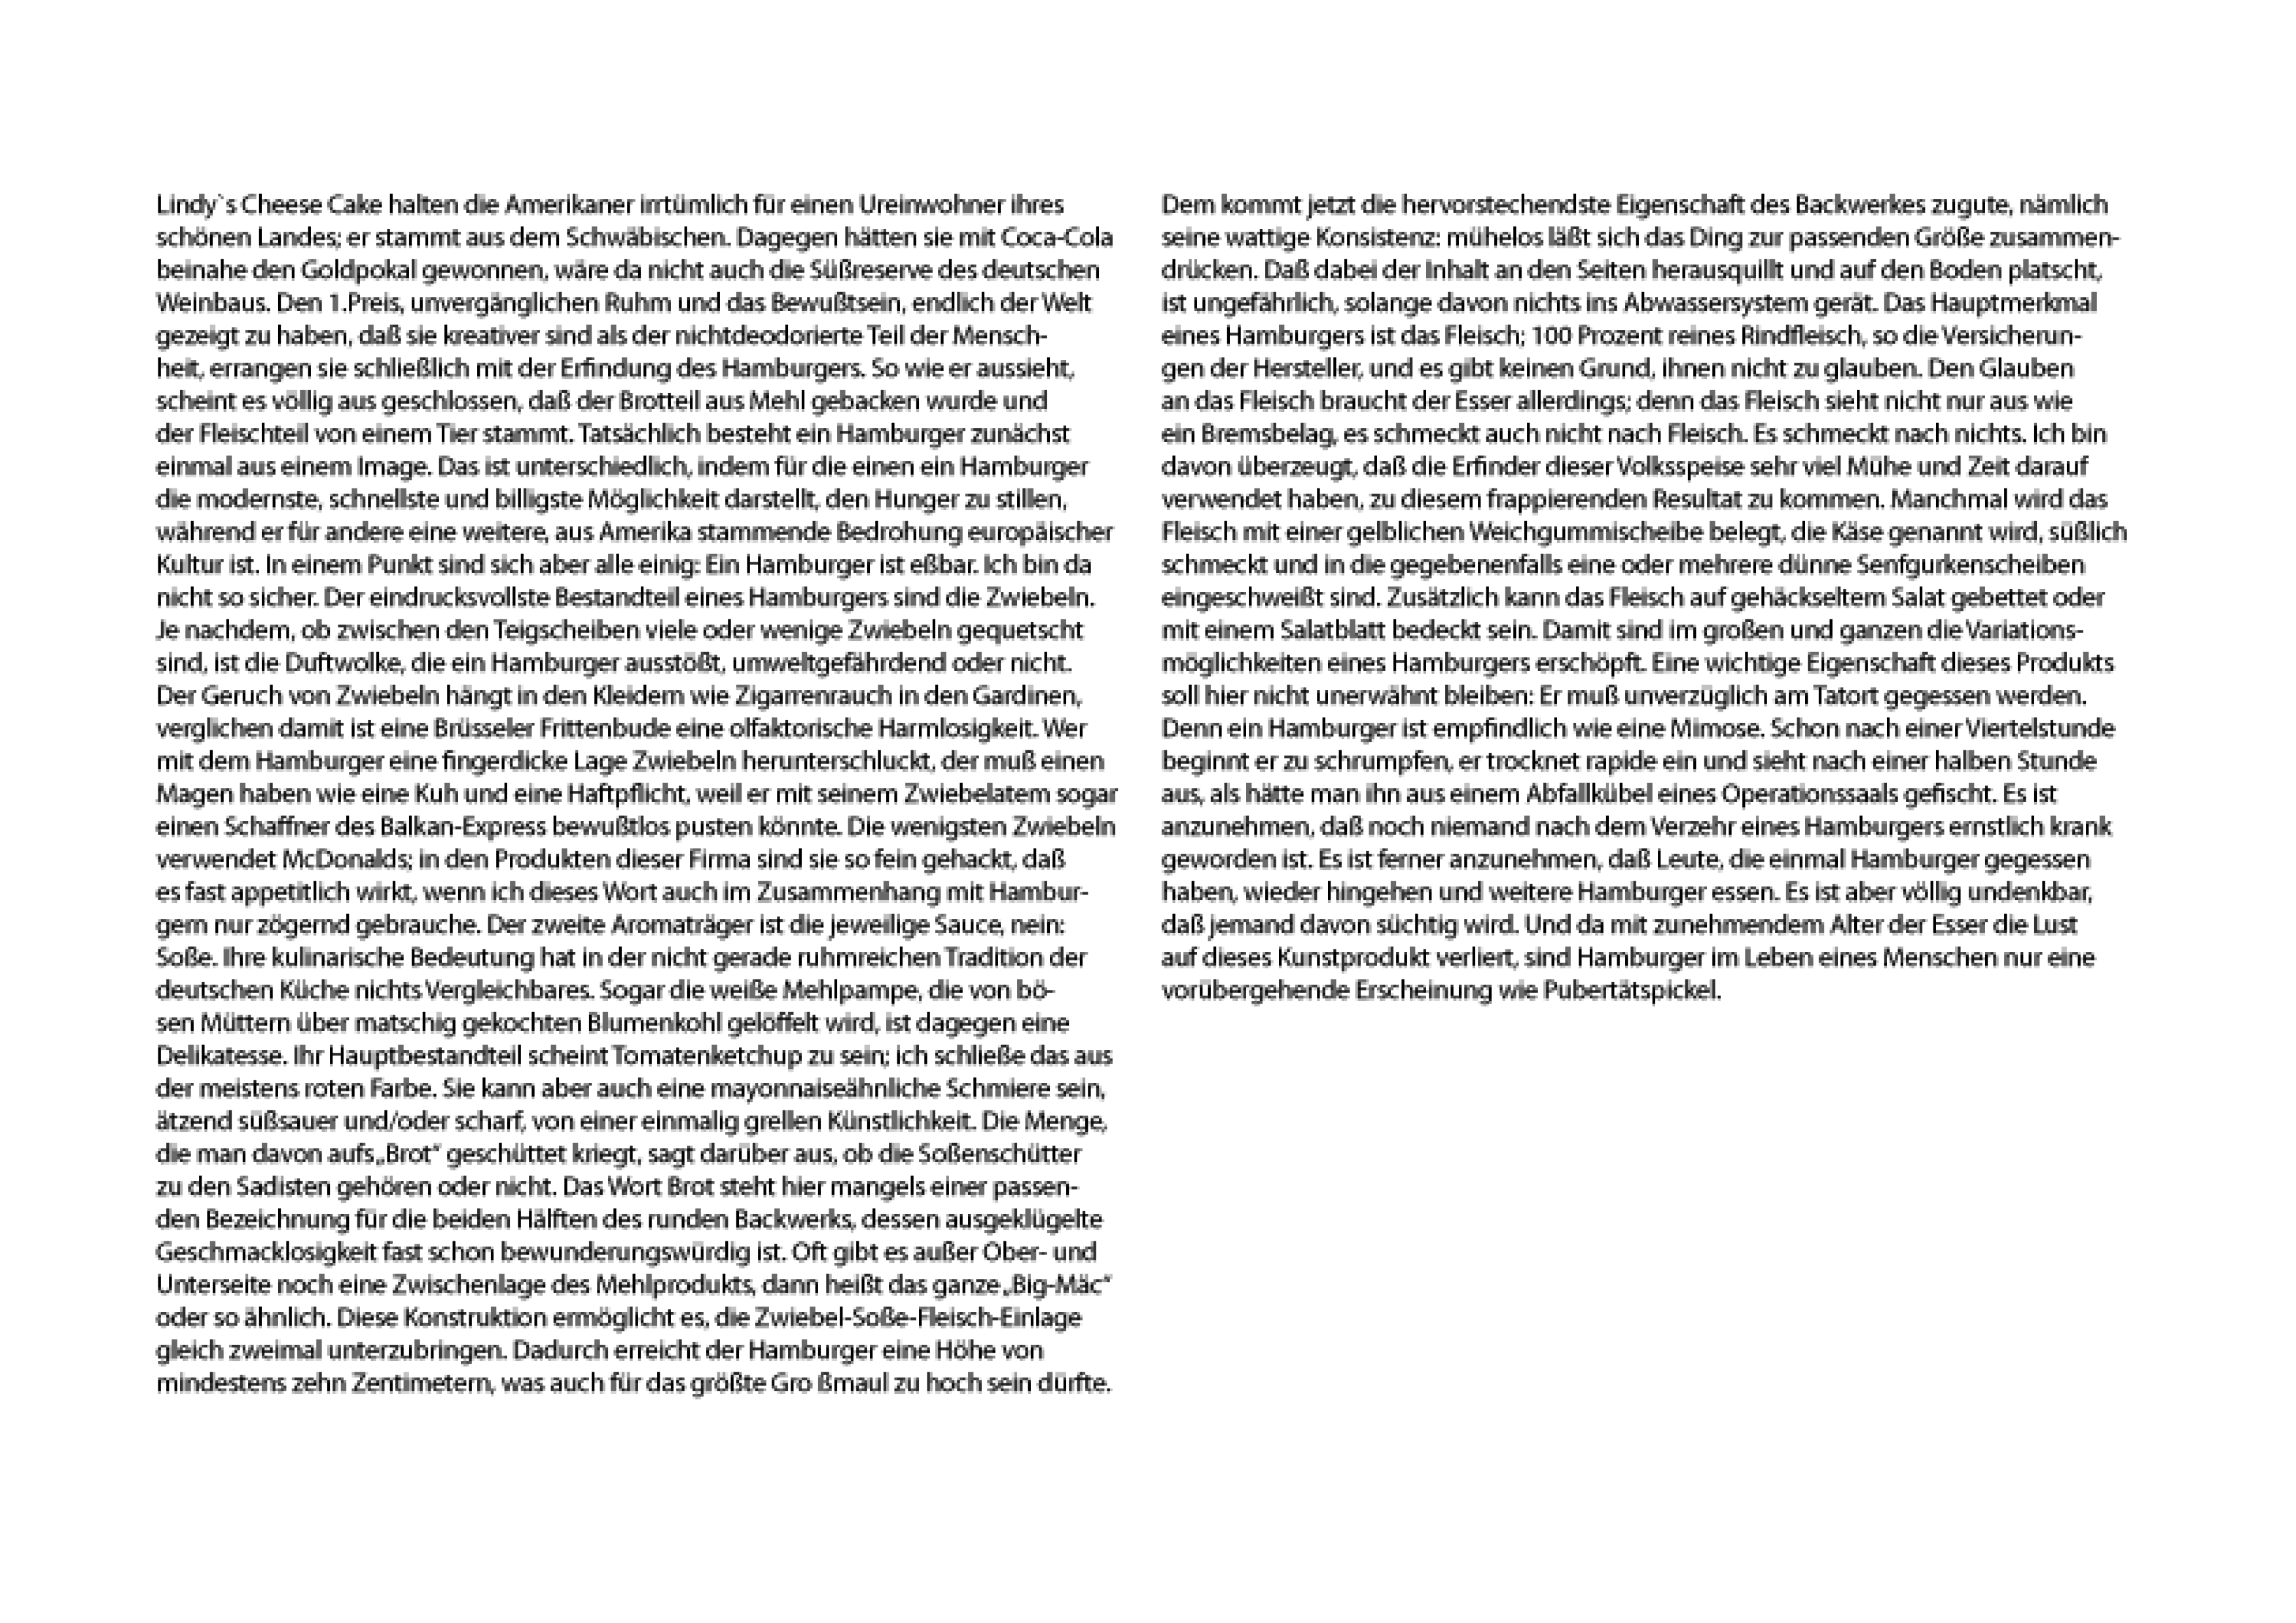 Lindy`s Cheese Cake halten die Amerikaner irrtümlich für einen Ureinwohner ihres
schönen Landes; er stammt aus dem Schwäbischen. Dagegen hätten sie mit Coca-Cola
beinahe den Goldpokal gewonnen, wäre da nicht auch die Süßreserve des deutschen
Weinbaus. Den 1.Preis, unvergänglichen Ruhm und das Bewußtsein, endlich der Welt
gezeigt zu haben, daß sie kreativer sind als der nichtdeodorierte Teil der Mensch-
heit, errangen sie schließlich mit der Erfindung des Hamburgers. So wie er aussieht,
scheint es völlig aus geschlossen, daß der Brotteil aus Mehl gebacken wurde und
der Fleischteil von einem Tier stammt. Tatsächlich besteht ein Hamburger zunächst
einmal aus einem Image. Das ist unterschiedlich, indem für die einen ein Hamburger
die modernste, schnellste und billigste Möglichkeit darstellt, den Hunger zu stillen,
während er für andere eine weitere, aus Amerika stammende Bedrohung europäischer
Kultur ist. In einem Punkt sind sich aber alle einig: Ein Hamburger ist eßbar. Ich bin da
nicht so sicher. Der eindrucksvollste Bestandteil eines Hamburgers sind die Zwiebeln.
Je nachdem, ob zwischen den Teigscheiben viele oder wenige Zwiebeln gequetscht
sind, ist die Duftwolke, die ein Hamburger ausstößt, umweltgefährdend oder nicht.
Der Geruch von Zwiebeln hängt in den Kleidern wie Zigarrenrauch in den Gardinen,
verglichen damit ist eine Brüsseler Frittenbude eine olfaktorische Harmlosigkeit. Wer
mit dem Hamburger eine fingerdicke Lage Zwiebeln herunterschluckt, der muß einen
Magen haben wie eine Kuh und eine Haftpflicht, weil er mit seinem Zwiebelatem sogar
einen Schaffner des Balkan-Express bewußtlos pusten könnte. Die wenigsten Zwiebeln
verwendet McDonalds; in den Produkten dieser Firma sind sie so fein gehackt, daß
es fast appetitlich wirkt, wenn ich dieses Wort auch im Zusammenhang mit Hambur-
gern nur zögernd gebrauche. Der zweite Aromaträger ist die jeweilige Sauce, nein:
Soße. Ihre kulinarische Bedeutung hat in der nicht gerade ruhmreichen Tradition der
deutschen Küche nichts Vergleichbares. Sogar die weiße Mehlpampe, die von bö-
sen Müttern über matschig gekochten Blumenkohl gelöffelt wird, ist dagegen eine
Delikatesse. Ihr Hauptbestandteil scheint Tomatenketchup zu sein; ich schließe das aus
der meistens roten Farbe. Sie kann aber auch eine mayonnaiseähnliche Schmiere sein,
ätzend süßsauer und/oder scharf, von einer einmalig grellen Künstlichkeit. Die Menge,
die man davon aufs „Brot“ geschüttet kriegt, sagt darüber aus, ob die Soßenschütter
zu den Sadisten gehören oder nicht. Das Wort Brot steht hier mangels einer passen-
den Bezeichnung für die beiden Hälften des runden Backwerks, dessen ausgeklügelte
Geschmacklosigkeit fast schon bewunderungswürdig ist. Oft gibt es außer Ober- und
Unterseite noch eine Zwischenlage des Mehlprodukts, dann heißt das ganze „Big-Mäc“
oder so ähnlich. Diese Konstruktion ermöglicht es, die Zwiebel-Soße-Fleisch-Einlage
gleich zweimal unterzubringen. Dadurch erreicht der Hamburger eine Höhe von
mindestens zehn Zentimetern, was auch für das größte Gro ßmaul zu hoch sein dürfte.
Dem kommt jetzt die hervorstechendste Eigenschaft des Backwerkes zugute, nämlich
seine wattige Konsistenz: mühelos läßt sich das Ding zur passenden Größe zusammen-
drücken. Daß dabei der Inhalt an den Seiten herausquillt und auf den Boden platscht,
ist ungefährlich, solange davon nichts ins Abwassersystem gerät. Das Hauptmerkmal
eines Hamburgers ist das Fleisch; 100 Prozent reines Rindfleisch, so die Versicherun-
gen der Hersteller, und es gibt keinen Grund, ihnen nicht zu glauben. Den Glauben
an das Fleisch braucht der Esser allerdings; denn das Fleisch sieht nicht nur aus wie
ein Bremsbelag, es schmeckt auch nicht nach Fleisch. Es schmeckt nach nichts. Ich bin
davon überzeugt, daß die Erfinder dieser Volksspeise sehr viel Mühe und Zeit darauf
verwendet haben, zu diesem frappierenden Resultat zu kommen. Manchmal wird das
Fleisch mit einer gelblichen Weichgummischeibe belegt, die Käse genannt wird, süßlich
schmeckt und in die gegebenenfalls eine oder mehrere dünne Senfgurkenscheiben
eingeschweißt sind. Zusätzlich kann das Fleisch auf gehäckseltem Salat gebettet oder
mit einem Salatblatt bedeckt sein. Damit sind im großen und ganzen die Variations-
möglichkeiten eines Hamburgers erschöpft. Eine wichtige Eigenschaft dieses Produkts
soll hier nicht unerwähnt bleiben: Er muß unverzüglich am Tatort gegessen werden.
Denn ein Hamburger ist empfindlich wie eine Mimose. Schon nach einer Viertelstunde
beginnt er zu schrumpfen, er trocknet rapide ein und sieht nach einer halben Stunde
aus, als hätte man ihn aus einem Abfallkübel eines Operationssaals gefischt. Es ist
anzunehmen, daß noch niemand nach dem Verzehr eines Hamburgers ernstlich krank
geworden ist. Es ist ferner anzunehmen, daß Leute, die einmal Hamburger gegessen
haben, wieder hingehen und weitere Hamburger essen. Es ist aber völlig undenkbar,
daß jemand davon süchtig wird. Und da mit zunehmendem Alter der Esser die Lust
auf dieses Kunstprodukt verliert, sind Hamburger im Leben eines Menschen nur eine
vorübergehende Erscheinung wie Pubertätspickel.